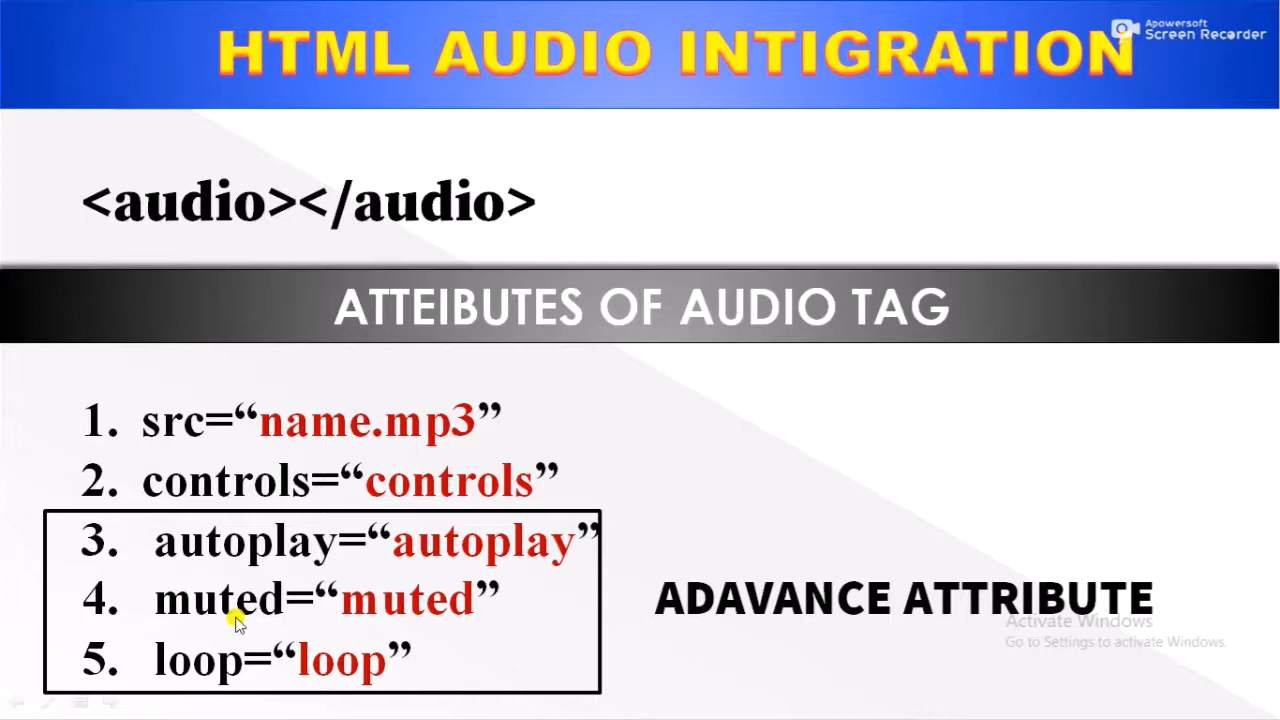 HTML AUDIO INTIGRATION
Apowersoft
Screen Recorder
<audio></audio>
ATTEIBUTES OF AUDIO TAG
1. src=“name.mp3”
2. controls=“controls”
3. autoplay=“autoplay”
4. muted=“muted”
5. loop=“loop”
ADAVANCE ATTRIBUTE
Activate Windows
Go to Settings to activate Windows.